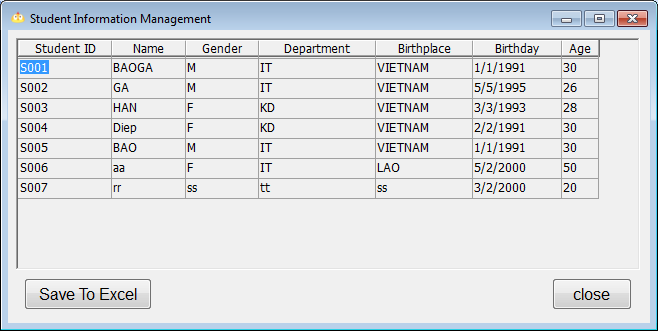 Student Information Management
Student ID Name Gender Department Birthplace Birthday Age
S001 BAOGA M IT VIETNAM 1/1/1991 30
S002 GA M IT VIETNAM 5/5/1995 26
S003 HAN F KD VIETNAM 3/3/1993 28
S004 Diep F KD VIETNAM 2/2/1991 30
S005 BAO M IT VIETNAM 1/1/1991 30
S006 aa F IT LAO 5/2/2000 50
S007 rr ss tt ss 3/2/2000 20
Save To Excel close